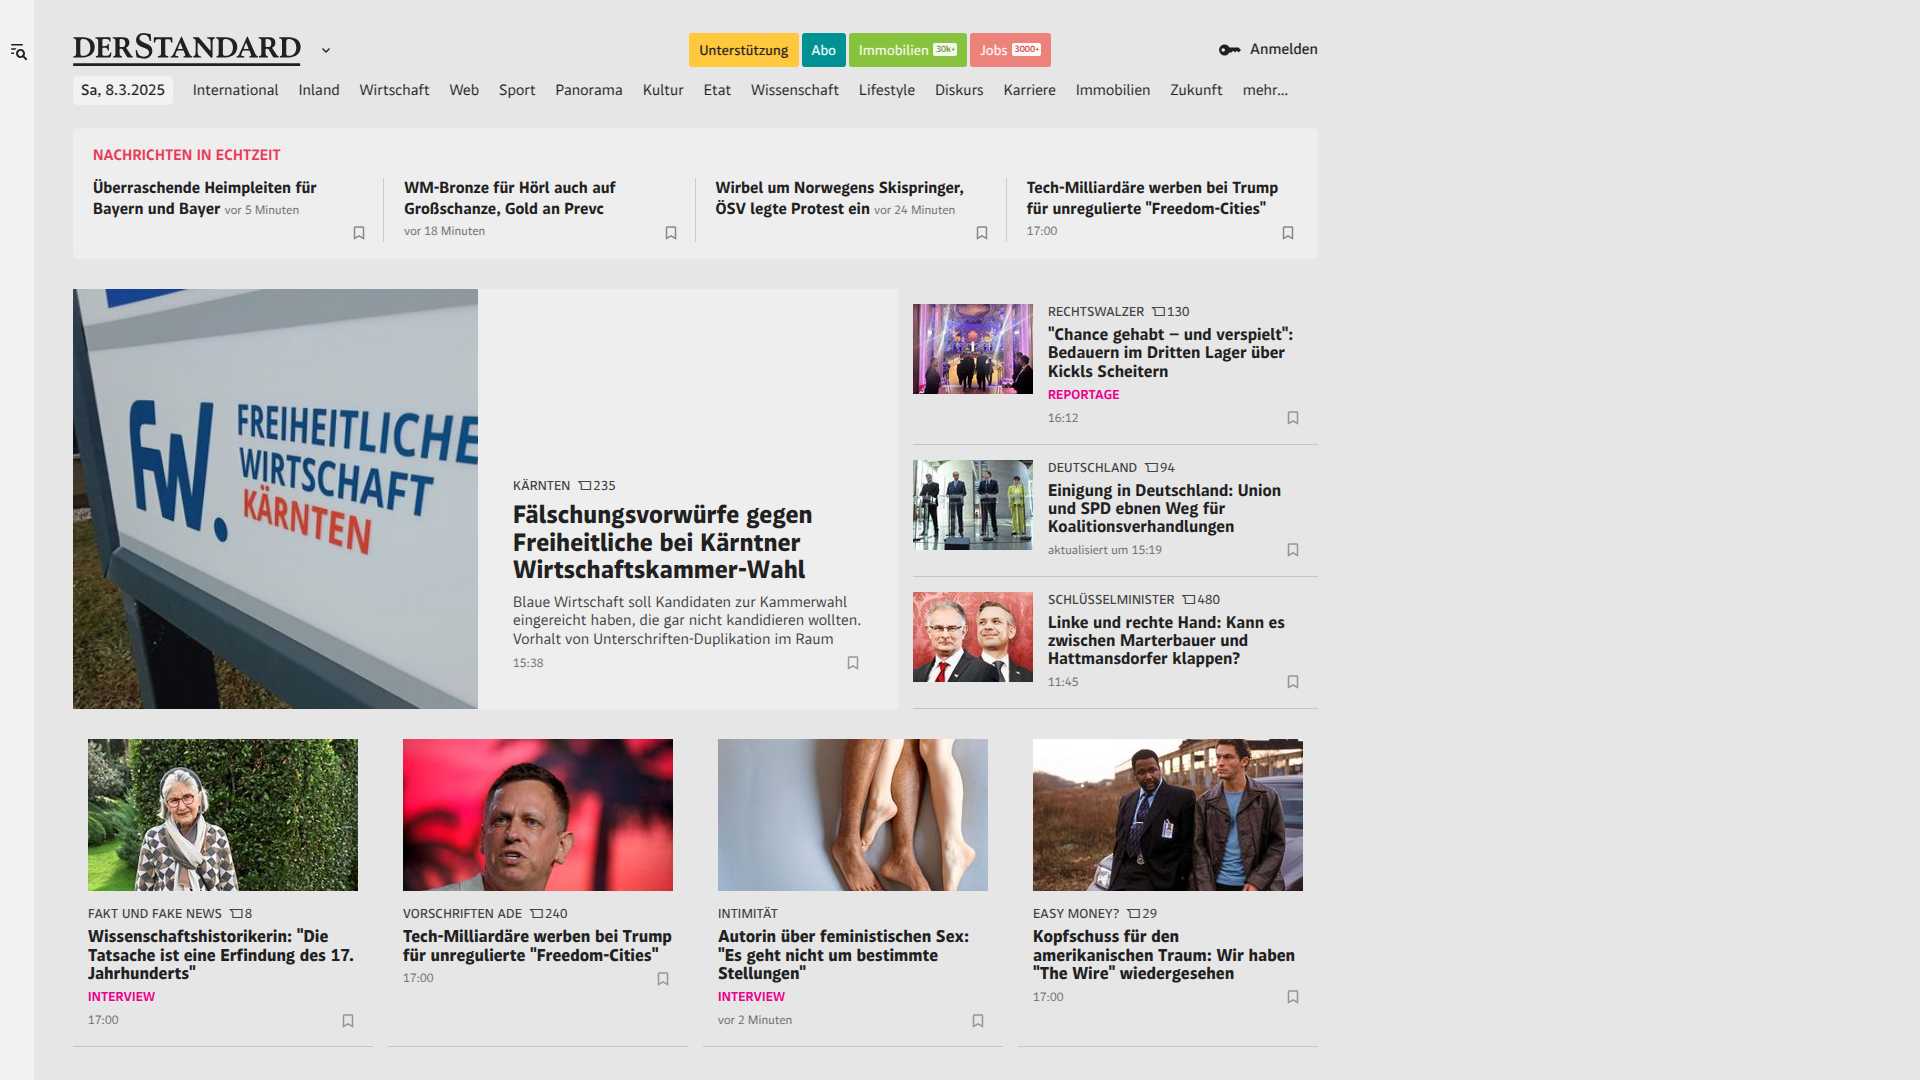 DERSTANDARD
Unterstützung
Abo
Immobilien 30k+
Jobs 3000+
Anmelden
Sa, 8.3.2025
International
Inland
Wirtschaft
Web
Sport
Panorama
Kultur
Etat
Wissenschaft
Lifestyle
Diskurs
Karriere
Immobilien
Zukunft
mehr...
NACHRICHTEN IN ECHTZEIT
Überraschende Heimpleiten für
Bayern und Bayer vor 5 Minuten
WM-Bronze für Hörl auch auf
Großschanze, Gold an Prevc
vor 18 Minuten
Wirbel um Norwegens Skispringer,
ÖSV legte Protest ein vor 24 Minuten
Tech-Milliardäre werben bei Trump
für unregulierte "Freedom-Cities"
17:00
FW.
FREIHEITLICHE
WIRTSCHAFT
KÄRNTEN
KÄRNTEN 235
Fälschungsvorwürfe gegen
Freiheitliche bei Kärntner
Wirtschaftskammer-Wahl
Blaue Wirtschaft soll Kandidaten zur Kammerwahl
eingereicht haben, die gar nicht kandidieren wollten.
Vorhalt von Unterschriften-Duplikation im Raum
15:38
RECHTSWALZER 130
"Chance gehabt – und verspielt":
Bedauern im Dritten Lager über
Kickls Scheitern
REPORTAGE
16:12
DEUTSCHLAND 94
Einigung in Deutschland: Union
und SPD ebnen Weg für
Koalitionsverhandlungen
aktualisiert um 15:19
SCHLÜSSELMINISTER 480
Linke und rechte Hand: Kann es
zwischen Marterbauer und
Hattmansdorfer klappen?
11:45
FAKT UND FAKE NEWS 8
Wissenschaftshistorikerin: "Die
Tatsache ist eine Erfindung des 17.
Jahrhunderts"
INTERVIEW
17:00
VORSCHRIFTEN ADE 240
Tech-Milliardäre werben bei Trump
für unregulierte "Freedom-Cities"
17:00
INTIMITÄT
Autorin über feministischen Sex:
"Es geht nicht um bestimmte
Stellungen"
INTERVIEW
vor 2 Minuten
EASY MONEY? 29
Kopfschuss für den
amerikanischen Traum: Wir haben
"The Wire" wiedergesehen
17:00